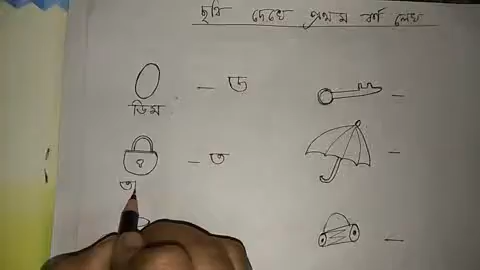 ছবি দেখে প্রথম বর্ণ লেখ
— ড —
ডিম
— ত —
ত
—